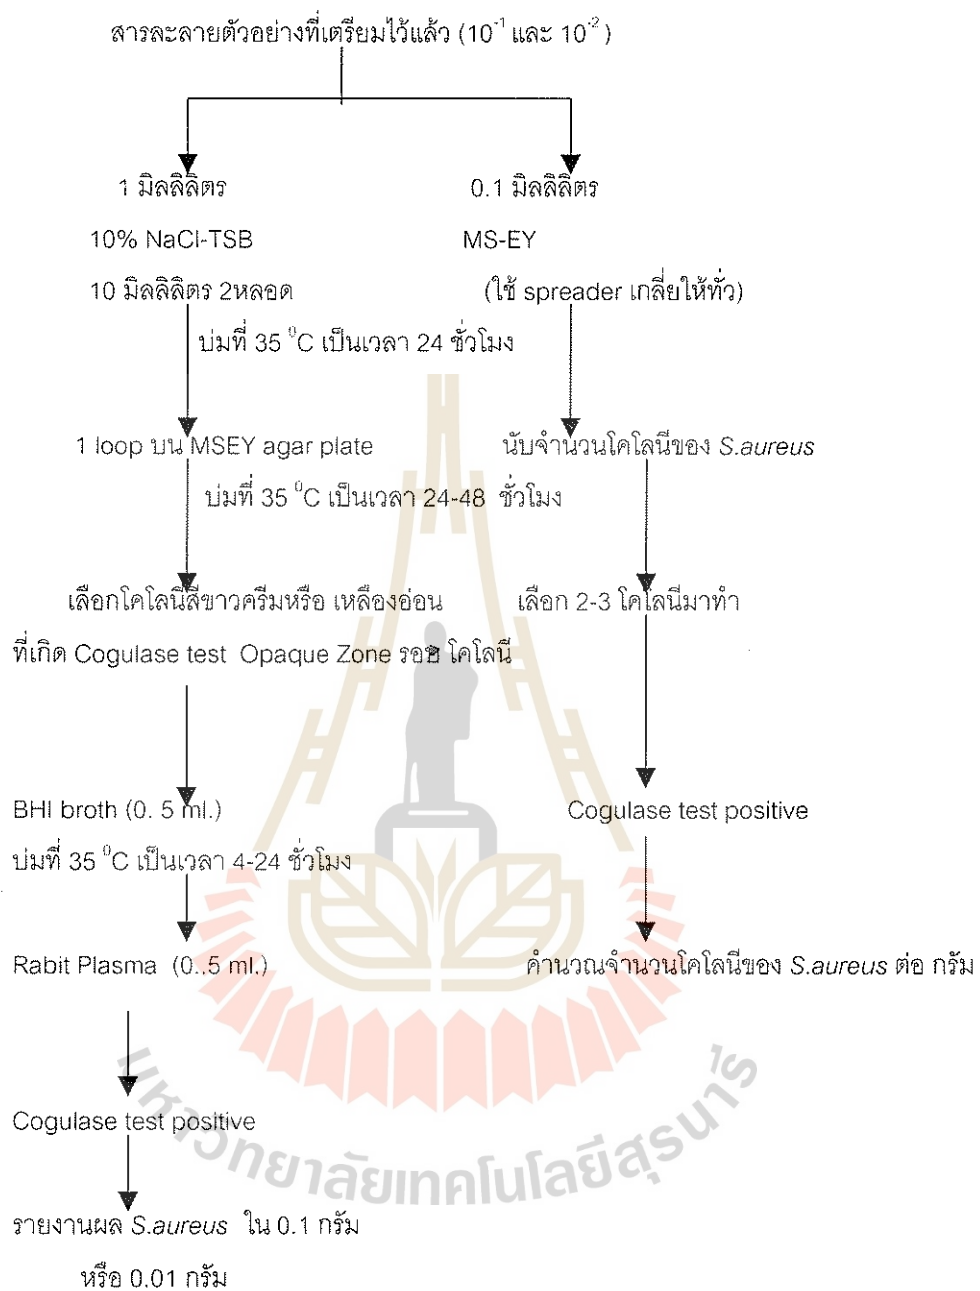 สารละลายตัวอย่างที่เตรียมไว้แล้ว (10⁻¹ และ 10⁻²)
1 มิลลิลิตร
0.1 มิลลิลิตร
10% NaCl-TSB
MS-EY
10 มิลลิลิตร 2หลอด
(ใช้ spreader เกลี่ยให้ทั่ว)
บ่มที่ 35 ⁰C เป็นเวลา 24 ชั่วโมง
1 loop บน MSEY agar plate
นับจำนวนโคโลนีของ S.aureus
บ่มที่ 35 ⁰C เป็นเวลา 24-48 ชั่วโมง
เลือกโคโลนีสีขาวครีมหรือ เหลืองอ่อน
เลือก 2-3 โคโลนีมาทำ
ที่เกิด Cogulase test Opaque Zone รอบ โคโลนี
BHI broth (0. 5 ml.)
Cogulase test positive
บ่มที่ 35 ⁰C เป็นเวลา 4-24 ชั่วโมง
Rabit Plasma (0..5 ml.)
คำนวณจำนวนโคโลนีของ S.aureus ต่อ กรัม
Cogulase test positive
มหาวิทยาลัยเทคโนโลยีสุรนารี
รายงานผล S.aureus ใน 0.1 กรัม
หรือ 0.01 กรัม